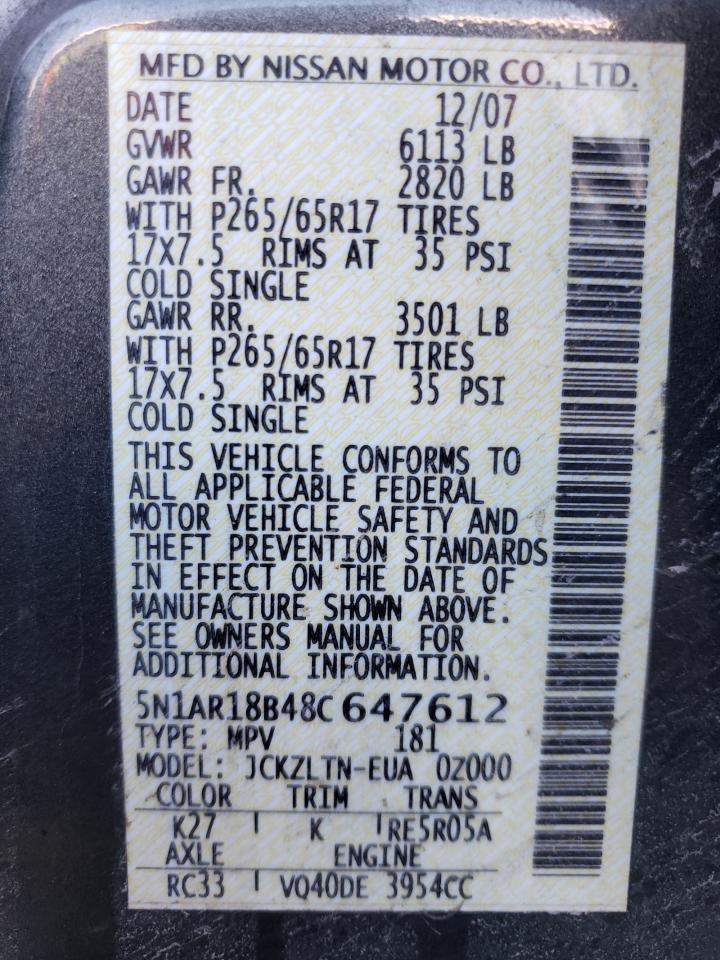 MFD BY NISSAN MOTOR CO., LTD.
DATE 12/07
GVWR 6113 LB
GAWR FR. 2820 LB
WITH P265/65R17 TIRES
17X7.5 RIMS AT 35 PSI
COLD SINGLE
GAWR RR. 3501 LB
WITH P265/65R17 TIRES
17X7.5 RIMS AT 35 PSI
COLD SINGLE
THIS VEHICLE CONFORMS TO
ALL APPLICABLE FEDERAL
MOTOR VEHICLE SAFETY AND
THEFT PREVENTION STANDARDS
IN EFFECT ON THE DATE OF
MANUFACTURE SHOWN ABOVE.
SEE OWNERS MANUAL FOR
ADDITIONAL INFORMATION.
5N1AR18B48C 647612
TYPE: MPV 181
MODEL: JCKZLTN-EUA 0Z000
COLOR TRIM TRANS
K27 K RE5R05A
AXLE ENGINE
RC33 VQ40DE 3954CC